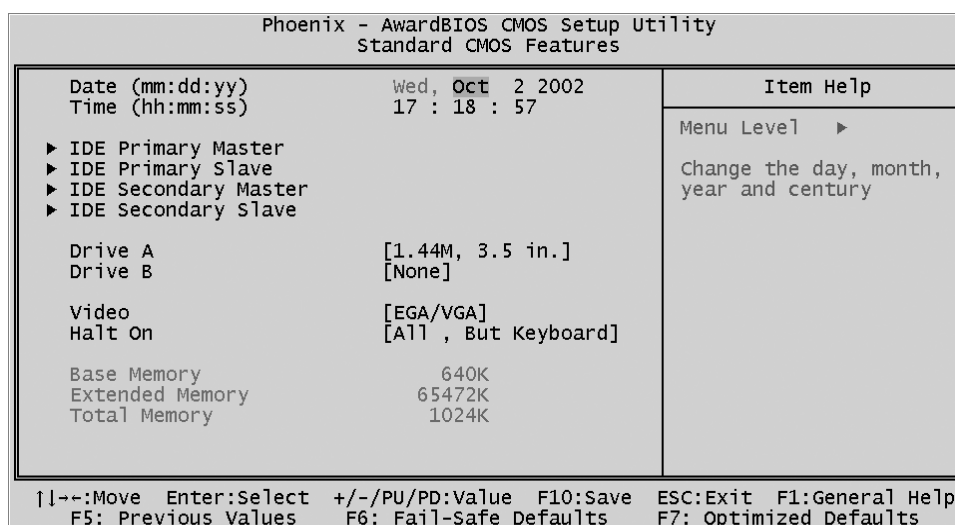 Phoenix - AwardBIOS CMOS Setup Utility
Standard CMOS Features
Date (mm:dd:yy) Wed, Oct 2 2002
Time (hh:mm:ss) 17 : 18 : 57
▶ IDE Primary Master
▶ IDE Primary Slave
▶ IDE Secondary Master
▶ IDE Secondary Slave
Drive A [1.44M, 3.5 in.]
Drive B [None]
Video [EGA/VGA]
Halt On [All , But Keyboard]
Base Memory 640K
Extended Memory 65472K
Total Memory 1024K
Item Help
Menu Level ▶
Change the day, month,
year and century
↑↓→←:Move Enter:Select +/-/PU/PD:Value F10:Save ESC:Exit F1:General Help
F5: Previous Values F6: Fail-Safe Defaults F7: Optimized Defaults